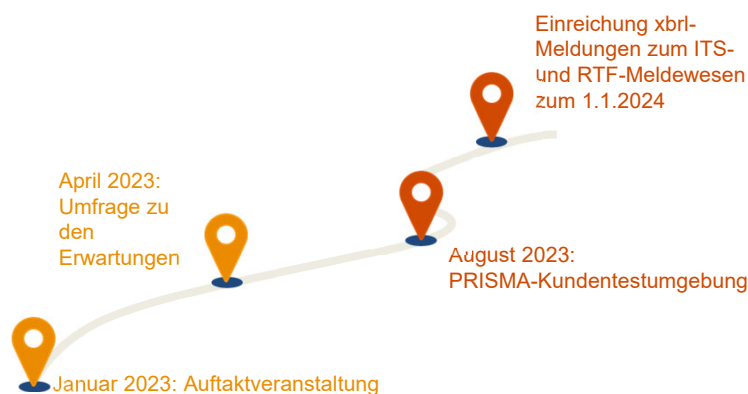 Einreichung xbrl-
Meldungen zum ITS-
und RTF-Meldewesen
zum 1.1.2024
April 2023:
Umfrage zu
den
Erwartungen
August 2023:
PRISMA-Kundentestumgebung
Januar 2023: Auftaktveranstaltung